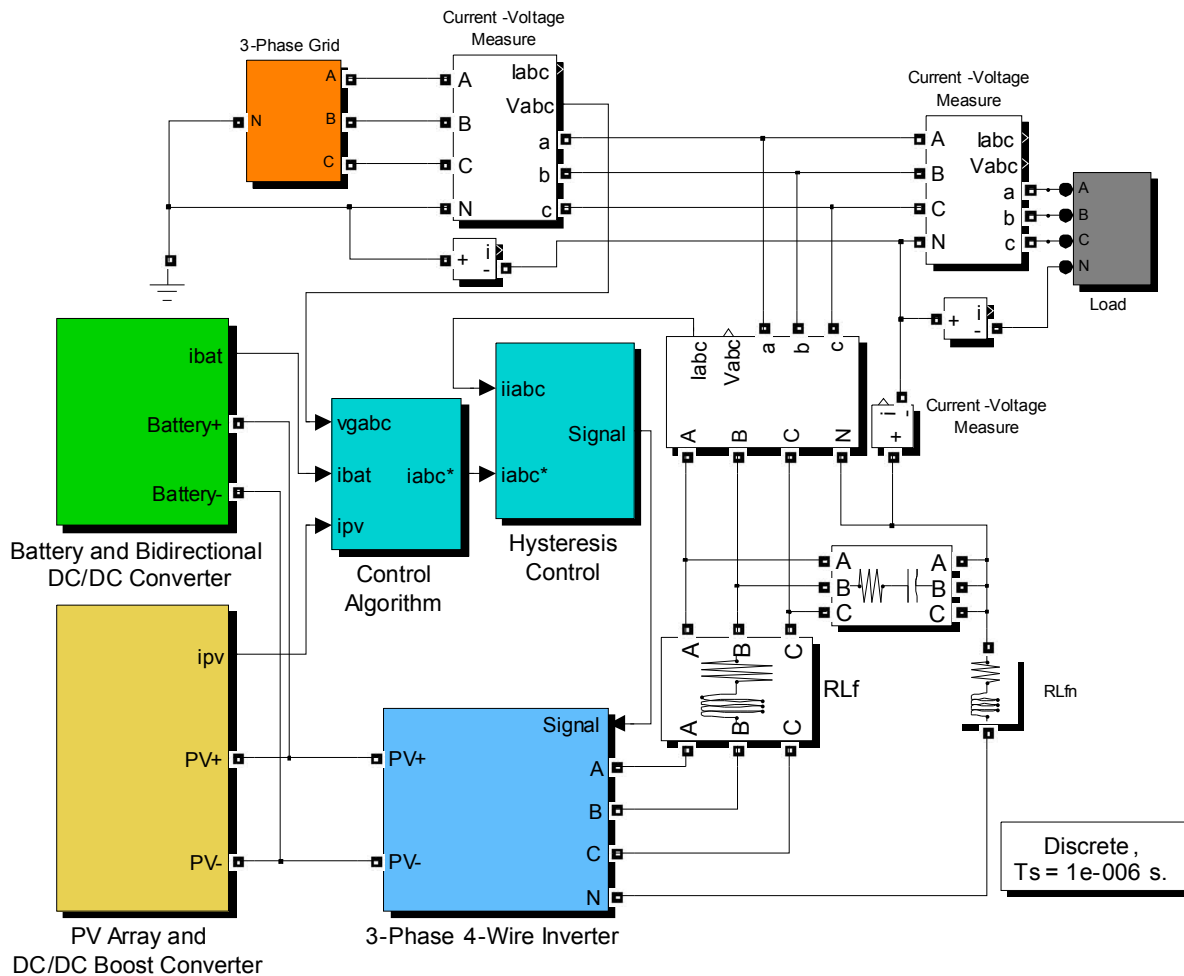 3-Phase Grid
A
B
C
N
Current -Voltage
Measure
A
B
C
N
Iabc
Vabc
a
b
c
i
+
-
Current -Voltage
Measure
A
B
C
N
Iabc
Vabc
a
b
c
A
B
C
N
Load
i
+
-
Iabc
Vabc
a
b
c
A
B
C
N
i
-
+
Current -Voltage
Measure
ibat
Battery+
Battery-
Battery and Bidirectional
DC/DC Converter
vgabc
ibat
ipv
iabc*
Control
Algorithm
iiabc
iabc*
Signal
Hysteresis
Control
A
B
C
A
B
C
A
B
C
A
B
C
RLf
RLfn
ipv
PV+
PV-
PV Array and
DC/DC Boost Converter
Signal
PV+
PV-
A
B
C
N
3-Phase 4-Wire Inverter
Discrete,
Ts = 1e-006 s.